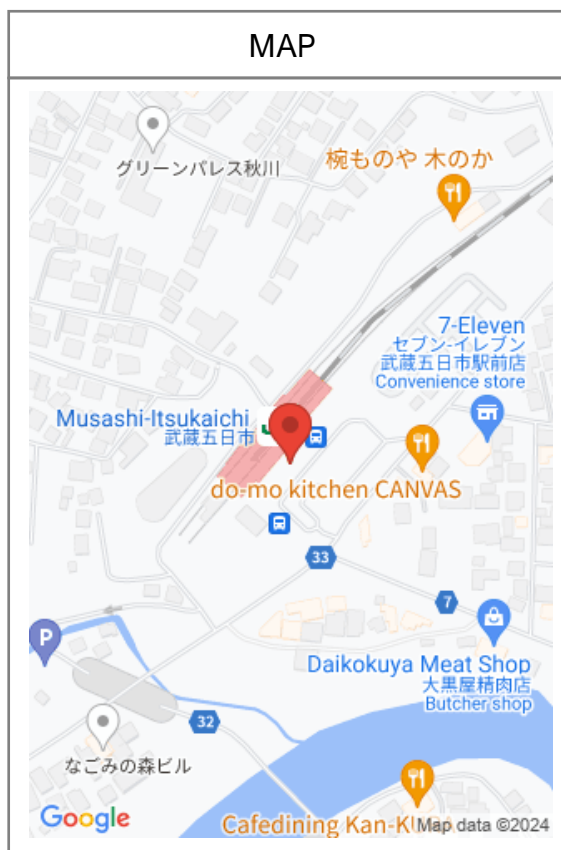 MAP
グリーンパレス秋川
椀ものや 木のか
7-Eleven
セブン-イレブン
武蔵五日市駅前店
Convenience store
Musashi-Itsukaichi
武蔵五日市
do-mo kitchen CANVAS
33
7
P
Daikokuya Meat Shop
大黒屋精肉店
Butcher shop
32
なごみの森ビル
Google
Cafedining Kan-K
Map data ©2024